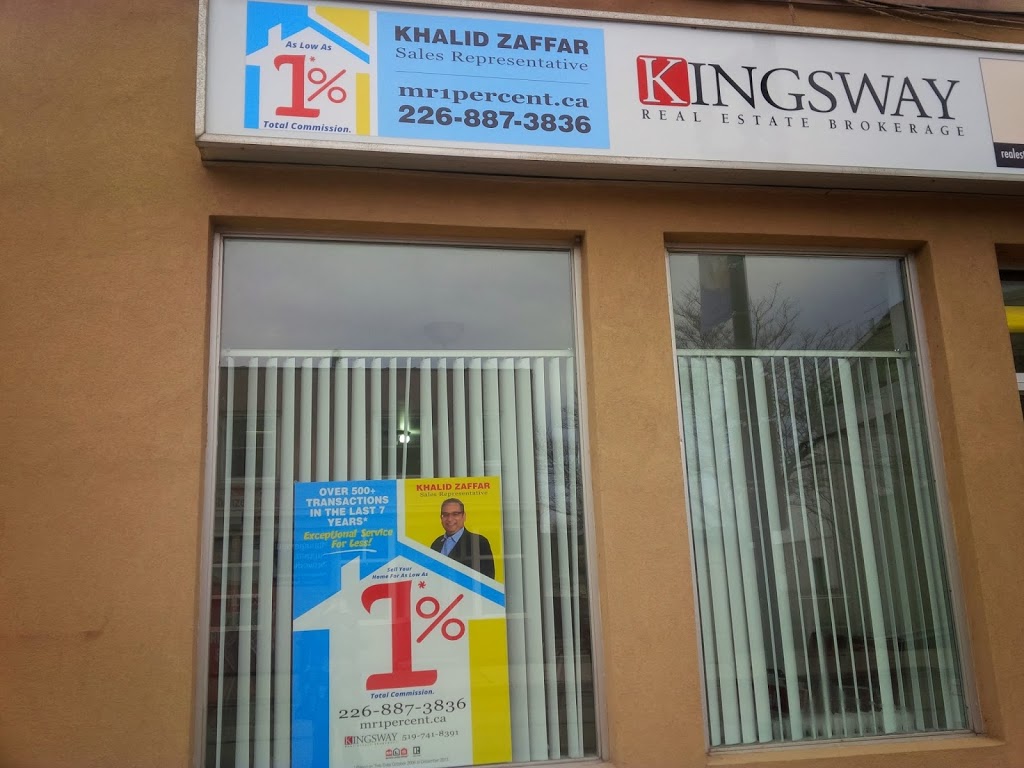 As Low As
1*%
Total Commission.
KHALID ZAFFAR
Sales Representative
mr1percent.ca
226-887-3836
KINGSWAY
REAL ESTATE BROKERAGE
reales
OVER 500+
TRANSACTIONS
IN THE LAST 7
YEARS*
Exceptional Service
For Less!
KHALID ZAFFAR
Sales Representative
Sell Your
Home For As Low As
1*%
Total Commission.
226-887-3836
mr1percent.ca
KINGSWAY 519-741-8391